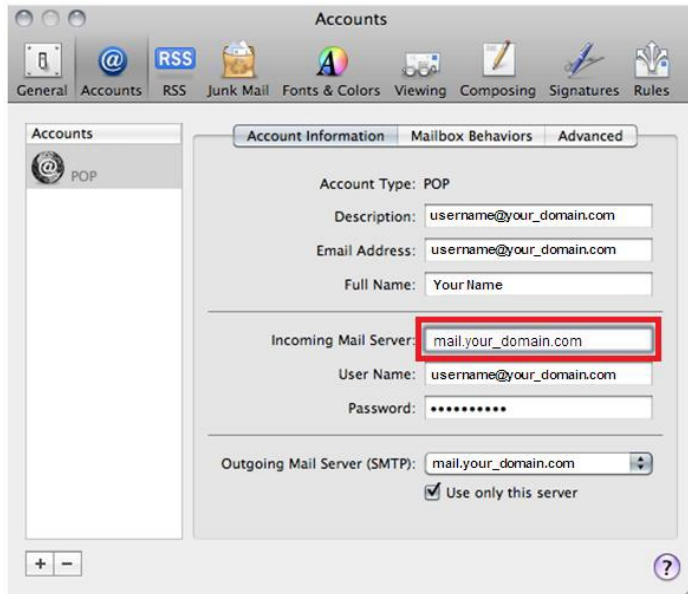 Accounts
RSS
General Accounts RSS Junk Mail Fonts & Colors Viewing Composing Signatures Rules
Accounts
@ POP
Account Information Mailbox Behaviors Advanced
Account Type: POP
Description: username@your_domain.com
Email Address: username@your_domain.com
Full Name: Your Name
Incoming Mail Server: mail.your_domain.com
User Name: username@your_domain.com
Password: ••••••••••
Outgoing Mail Server (SMTP): mail.your_domain.com
Use only this server
+ − ?